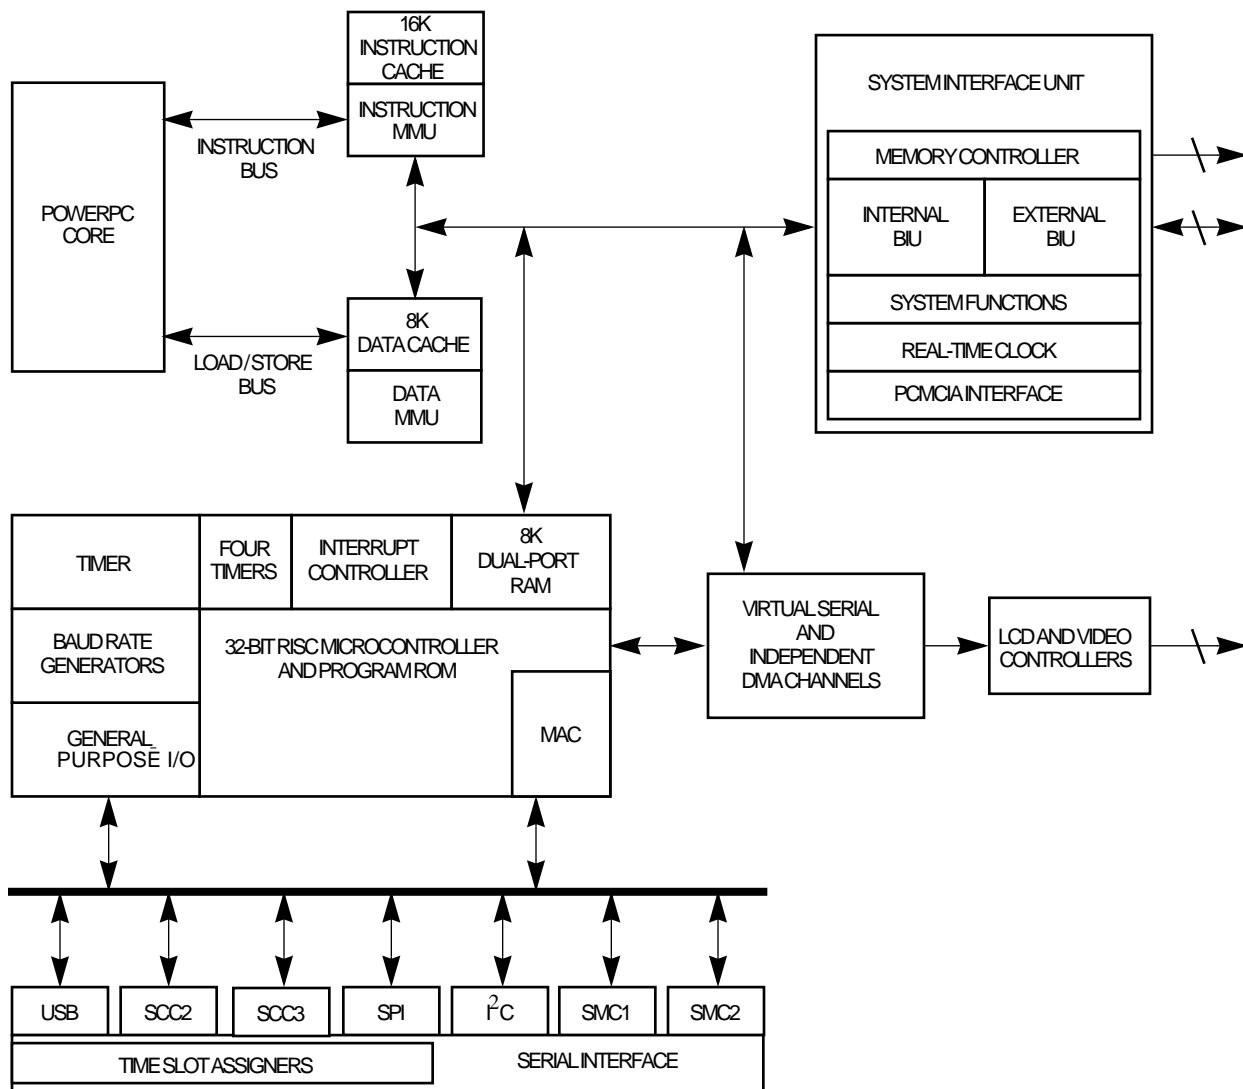 16K
INSTRUCTION
CACHE
INSTRUCTION
MMU
INSTRUCTION
BUS
POWERPC
CORE
8K
DATA CACHE
LOAD / STORE
BUS
DATA
MMU
SYSTEM INTERFACE UNIT
MEMORY CONTROLLER
INTERNAL
BIU
EXTERNAL
BIU
SYSTEM FUNCTIONS
REAL-TIME CLOCK
PCMCIA INTERFACE
TIMER
FOUR
TIMERS
INTERRUPT
CONTROLLER
8K
DUAL-PORT
RAM
BAUD RATE
GENERATORS
32-BIT RISC MICROCONTROLLER
AND PROGRAM ROM
GENERAL
PURPOSE I/O
MAC
VIRTUAL SERIAL
AND
INDEPENDENT
DMA CHANNELS
LCD AND VIDEO
CONTROLLERS
USB
SCC2
SCC3
SPI
I²C
SMC1
SMC2
TIME SLOT ASSIGNERS
SERIAL INTERFACE